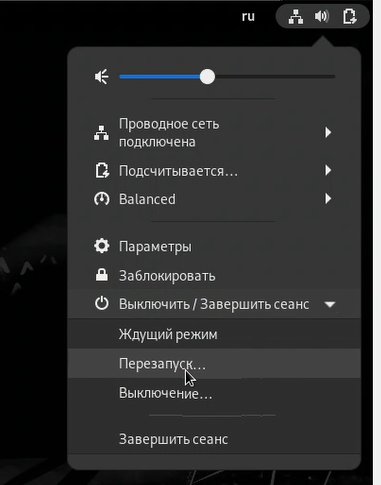 ru
Проводное сеть
подключена
Подсчитывается…
Balanced
Параметры
Заблокировать
Выключить / Завершить сеанс
Ждущий режим
Перезапуск…
Выключение…
Завершить сеанс